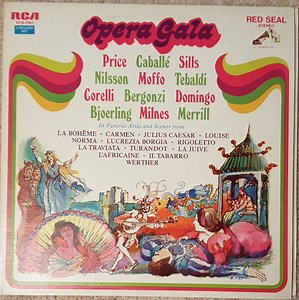 RCA
RED SEAL
STEREO
Opera Gala
Price Caballé Sills
Nilsson Moffo Tebaldi
Corelli Bergonzi Domingo
Bjoerling Milnes Merrill
In Famous Arias and Scenes from
LA BOHÈME • CARMEN • JULIUS CAESAR • LOUISE
NORMA • LUCREZIA BORGIA • RIGOLETTO
LA TRAVIATA • TURANDOT • LA JUIVE
L'AFRICAINE • IL TABARRO
WERTHER